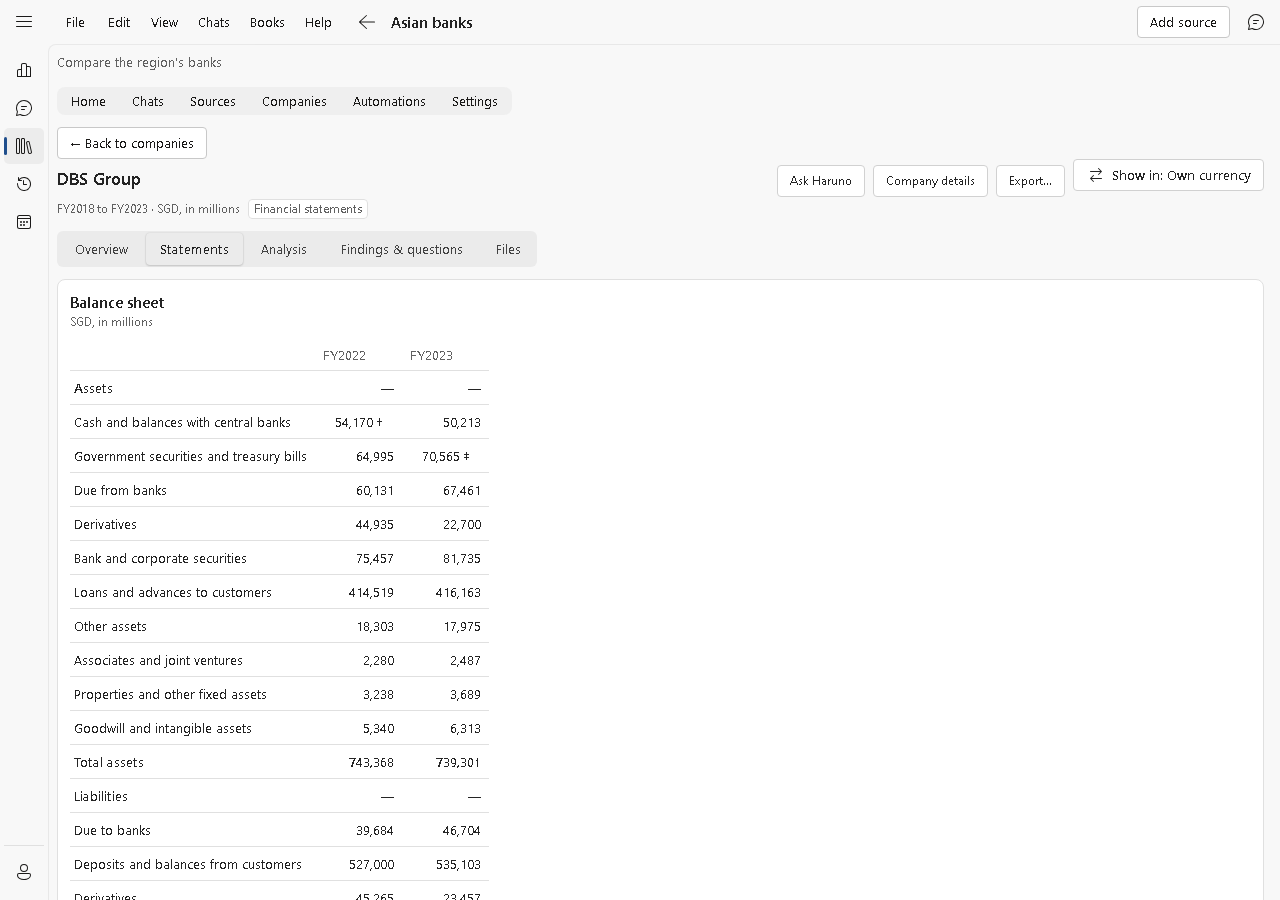 File Edit View Chats Books Help Asian banks Add source
Compare the region's banks
Home Chats Sources Companies Automations Settings
← Back to companies
DBS Group
Ask Haruno Company details Export... Show in: Own currency
FY2018 to FY2023 · SGD, in millions Financial statements
Overview Statements Analysis Findings & questions Files
Balance sheet
SGD, in millions
FY2022 FY2023
Assets — —
Cash and balances with central banks 54,170 † 50,213
Government securities and treasury bills 64,995 70,565 ‡
Due from banks 60,131 67,461
Derivatives 44,935 22,700
Bank and corporate securities 75,457 81,735
Loans and advances to customers 414,519 416,163
Other assets 18,303 17,975
Associates and joint ventures 2,280 2,487
Properties and other fixed assets 3,238 3,689
Goodwill and intangible assets 5,340 6,313
Total assets 743,368 739,301
Liabilities — —
Due to banks 39,684 46,704
Deposits and balances from customers 527,000 535,103
Derivatives 45,265 23,457